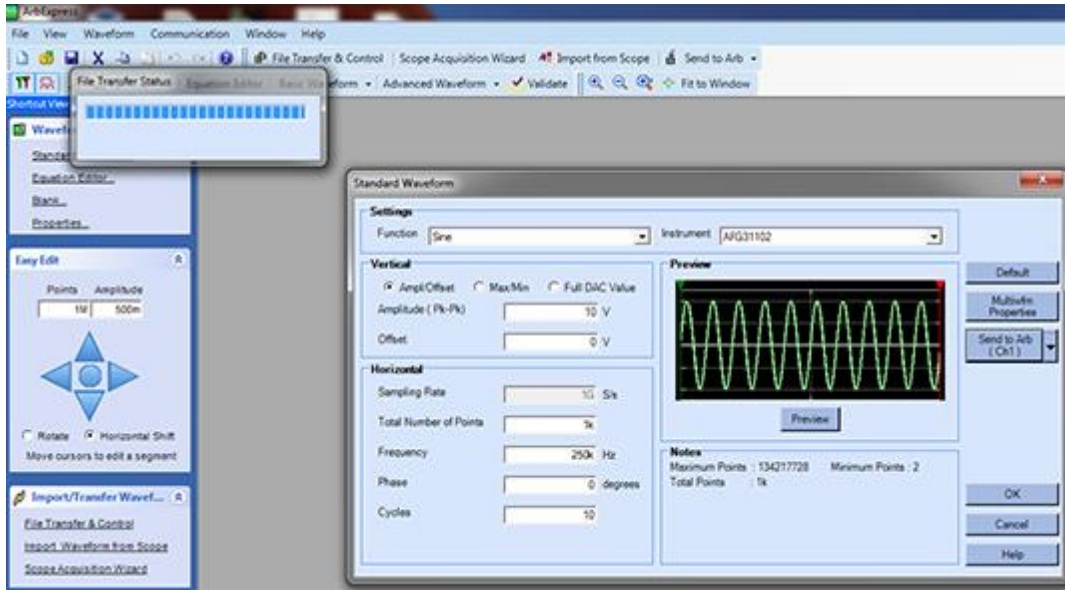 ArbExpress
File View Waveform Communication Window Help
File Transfer & Control Scope Acquisition Wizard Import from Scope Send to Arb
File Transfer Status Equation Editor Basic Waveform Advanced Waveform Validate Fit to Window
Shortcut View
Equation Editor...
Blank...
Properties...
Easy Edit
Points Amplitude
1M 500m
Rotate Horizontal Shift
Move cursors to edit a segment
Import/Transfer Wavef...
File Transfer & Control
Import Waveform from Scope
Scope Acquisition Wizard
Standard Waveform
Settings
Function Sine Instrument AFG31102
Vertical
Ampl/Offset Max/Min Full DAC Value
Amplitude ( Pk-Pk) 10 V
Offset 0 V
Horizontal
Sampling Rate 1G S/s
Total Number of Points 1k
Frequency 250k Hz
Phase 0 degrees
Cycles 10
Preview
Preview
Notes
Maximum Points : 134217728 Minimum Points : 2
Total Points : 1k
Default
Multiwfm
Properties
Send to Arb
( Ch1 )
OK
Cancel
Help